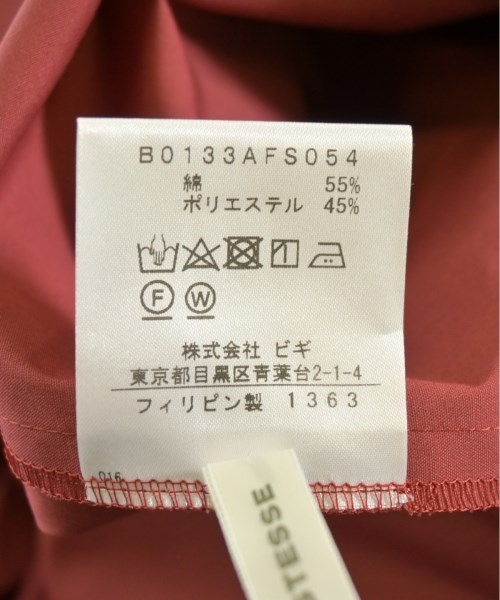 B0133AFS054
綿 55%
ポリエステル 45%
F W
株式会社 ビギ
東京都目黒区青葉台2-1-4
フィリピン製 1363
016
STESSE